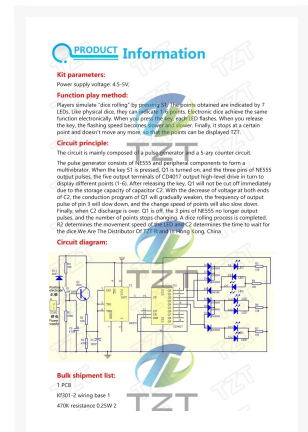 PRODUCT Information
Kit parameters:
Power supply voltage: 4.5-5V;
Function play method:
Players simulate "dice rolling" by pressing S1. The points obtained are indicated by 7
LEDs. Like physical dice, they can indicate 1-6 points. Electronic dice achieve the same
function electronically. When you press the key, each LED flashes. When you release
the key, the flashing speed becomes slower and slower. Finally, it stops at a certain
point and doesn't move any more, so that the points can be displayed TZT.
Circuit principle:
The circuit is mainly composed of a pulse generator and a 5-ary counter circuit.
The pulse generator consists of NE555 and peripheral components to form a
multivibrator. When the key S1 is pressed, Q1 is turned on, and the three pins of NE555
output pulses, the five output terminals of CD4017 output high-level drive in turn to
display different points (1-6). After releasing the key, Q1 will not be cut off immediately
due to the storage capacity of capacitor C2. With the decrease of voltage at both ends
of C2, the conduction program of Q1 will gradually weaken, the frequency of output
pulse of pin 3 will slow down, and the change speed of points will also slow down.
Finally, when C2 discharge is over, Q1 is off, the 3 pins of NE555 no longer output
pulses, and the number of points stops changing. A dice rolling process is completed.
R2 determines the movement speed of the LED and C2 determines the time to wait for
the dice.We Are The Distributor Of TZT brand in Hong Kong, China
Circuit diagram:
Bulk shipment list:
1 PCB
Kf301-2 wiring base 1
470K resistance 0.25W 2
TZT
TZT
TZT